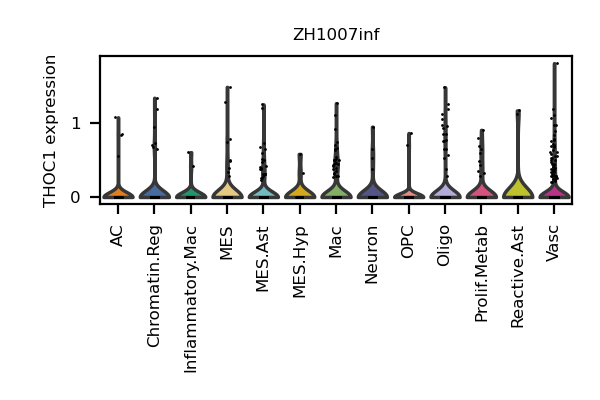 ZH1007inf
THOC1 expression
1
0
AC
Chromatin.Reg
Inflammatory.Mac
MES
MES.Ast
MES.Hyp
Mac
Neuron
OPC
Oligo
Prolif.Metab
Reactive.Ast
Vasc